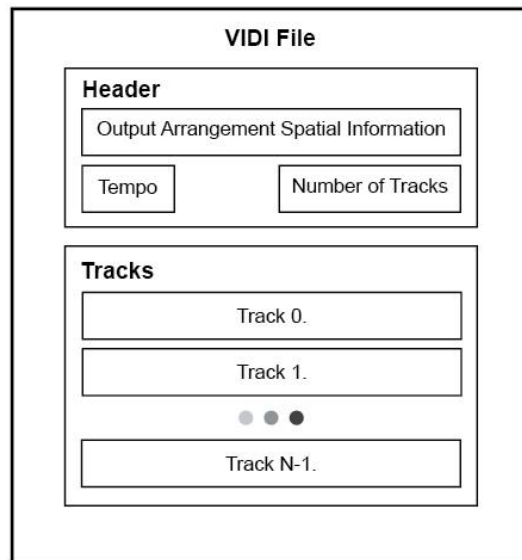 VIDI File
Header
Output Arrangement Spatial Information
Tempo
Number of Tracks
Tracks
Track 0.
Track 1.
Track N-1.